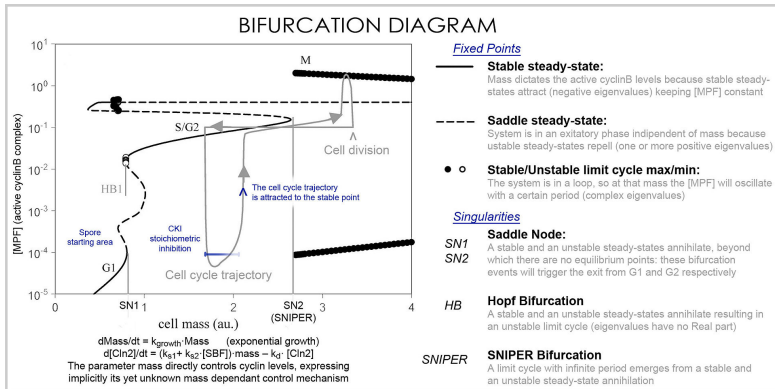 BIFURCATION DIAGRAM
[MPF] (active cyclinB complex)
10¹
10⁰
10⁻¹
10⁻²
10⁻³
10⁻⁴
10⁻⁵
M
S/G2
Cell division
HB1
The cell cycle trajectory
is attracted to the stable point
Spore
starting area
CKI
stoichiometric
inhibition
G1
Cell cycle trajectory
0
SN1
1
2
SN2
(SNIPER)
3
4
cell mass (au.)
dMass/dt = kgrowth·Mass (exponential growth)
d[Cln2]/dt = (ks1+ ks2·[SBF])·mass – kd· [Cln2]
The parameter mass directly controls cyclin levels, expressing
implicitly its yet unknown mass dependant control mechanism
Fixed Points
Stable steady-state:
Mass dictates the active cyclinB levels because stable steady-
states attract (negative eigenvalues) keeping [MPF] constant
Saddle steady-state:
System is in an exitatory phase indipendent of mass because
ustable steady-states repell (one or more positive eigenvalues)
Stable/Unstable limit cycle max/min:
The system is in a loop, so at that mass the [MPF] will oscillate
with a certain period (complex eigenvalues)
Singularities
SN1
SN2
Saddle Node:
A stable and an unstable steady-states annihilate, beyond
which there are no equilibrium points: these bifurcation
events will trigger the exit from G1 and G2 respectively
HB
Hopf Bifurcation
A stable and an unstable steady-states annihilate resulting in
an unstable limit cycle (eigenvalues have no Real part)
SNIPER
SNIPER Bifurcation
A limit cycle with infinite period emerges from a stable and
an unstable steady-state annihilation